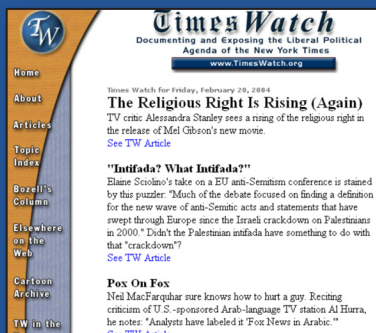 TW
Times Watch
Documenting and Exposing the Liberal Political
Agenda of the New York Times
www.TimesWatch.org
Home
About
Articles
Topic
Index
Bozell's
Column
Elsewhere
on the
Web
Cartoon
Archive
TW in the
Times Watch for Friday, February 20, 2004
The Religious Right Is Rising (Again)
TV critic Alessandra Stanley sees a rising of the religious right in
the release of Mel Gibson's new movie.
See TW Article
"Intifada? What Intifada?"
Elaine Sciolino's take on a EU anti-Semitism conference is stained
by this puzzler: "Much of the debate focused on finding a definition
for the new wave of anti-Semitic acts and statements that have
swept through Europe since the Israeli crackdown on Palestinians
in 2000." Didn't the Palestinian intifada have something to do with
that "crackdown"?
See TW Article
Pox On Fox
Neil MacFarquhar sure knows how to hurt a guy. Reciting
criticism of U.S.-sponsored Arab-language TV station Al Hurra,
he notes: "Analysts have labeled it 'Fox News in Arabic.'"
See TW Article